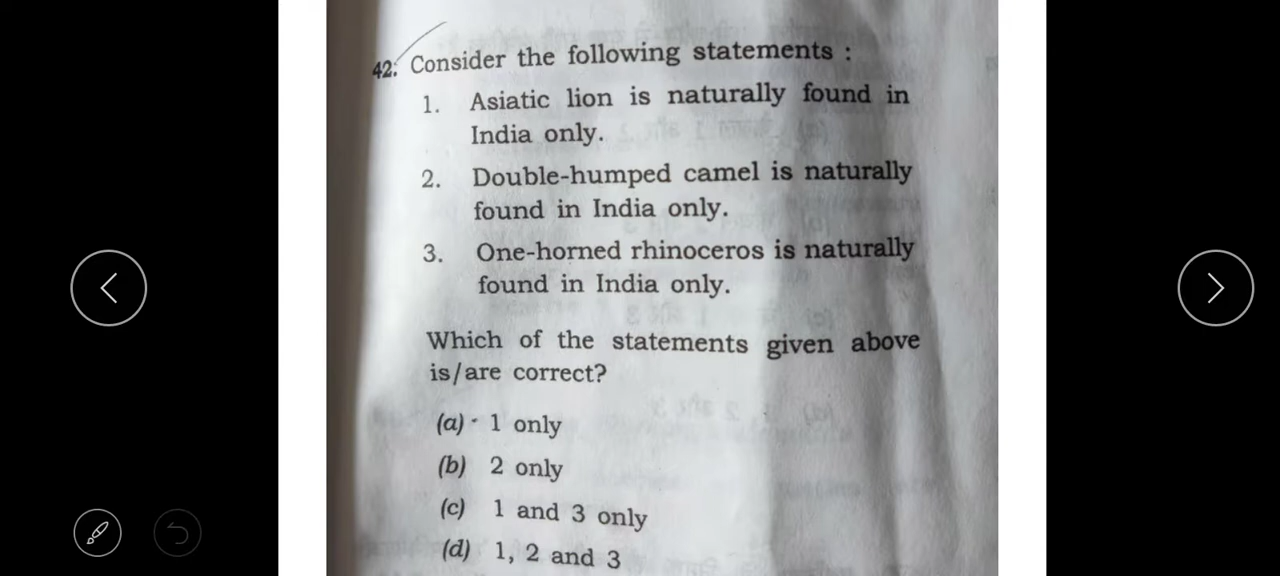 42. Consider the following statements :
1. Asiatic lion is naturally found in
India only.
2. Double-humped camel is naturally
found in India only.
3. One-horned rhinoceros is naturally
found in India only.
Which of the statements given above
is/are correct?
(a) 1 only
(b) 2 only
(c) 1 and 3 only
(d) 1, 2 and 3